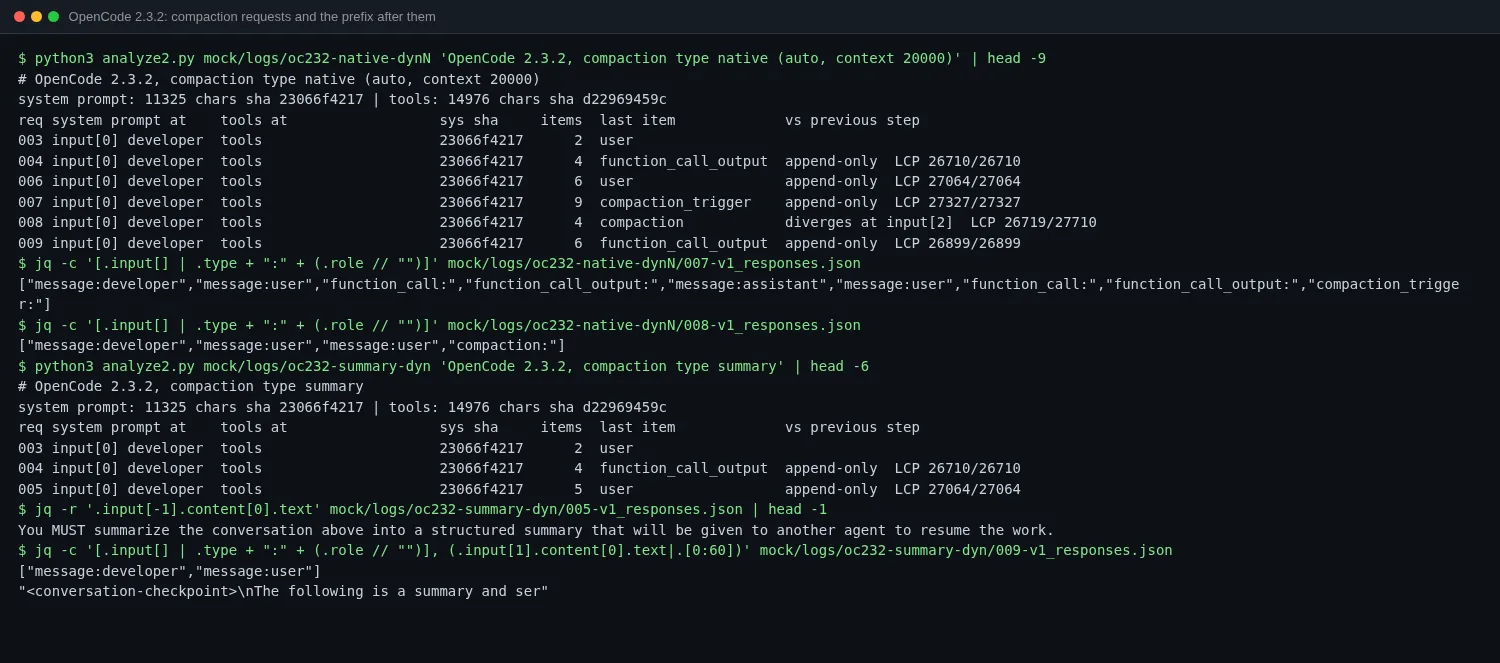 OpenCode 2.3.2: compaction requests and the prefix after them
$ python3 analyze2.py mock/logs/oc232-native-dynN 'OpenCode 2.3.2, compaction type native (auto, context 20000)' | head -9
# OpenCode 2.3.2, compaction type native (auto, context 20000)
system prompt: 11325 chars sha 23066f4217 | tools: 14976 chars sha d22969459c
req system prompt at    tools at                  sys sha     items  last item             vs previous step
003 input[0] developer  tools                     23066f4217      2  user
004 input[0] developer  tools                     23066f4217      4  function_call_output  append-only  LCP 26710/26710
006 input[0] developer  tools                     23066f4217      6  user                  append-only  LCP 27064/27064
007 input[0] developer  tools                     23066f4217      9  compaction_trigger    append-only  LCP 27327/27327
008 input[0] developer  tools                     23066f4217      4  compaction            diverges at input[2]  LCP 26719/27710
009 input[0] developer  tools                     23066f4217      6  function_call_output  append-only  LCP 26899/26899
$ jq -c '[.input[] | .type + ":" + (.role // "")]' mock/logs/oc232-native-dynN/007-v1_responses.json
["message:developer","message:user","function_call:","function_call_output:","message:assistant","message:user","function_call:","function_call_output:","compaction_trigge
r:"]
$ jq -c '[.input[] | .type + ":" + (.role // "")]' mock/logs/oc232-native-dynN/008-v1_responses.json
["message:developer","message:user","message:user","compaction:"]
$ python3 analyze2.py mock/logs/oc232-summary-dyn 'OpenCode 2.3.2, compaction type summary' | head -6
# OpenCode 2.3.2, compaction type summary
system prompt: 11325 chars sha 23066f4217 | tools: 14976 chars sha d22969459c
req system prompt at    tools at                  sys sha     items  last item             vs previous step
003 input[0] developer  tools                     23066f4217      2  user
004 input[0] developer  tools                     23066f4217      4  function_call_output  append-only  LCP 26710/26710
005 input[0] developer  tools                     23066f4217      5  user                  append-only  LCP 27064/27064
$ jq -r '.input[-1].content[0].text' mock/logs/oc232-summary-dyn/005-v1_responses.json | head -1
You MUST summarize the conversation above into a structured summary that will be given to another agent to resume the work.
$ jq -c '[.input[] | .type + ":" + (.role // "")], (.input[1].content[0].text|.[0:60])' mock/logs/oc232-summary-dyn/009-v1_responses.json
["message:developer","message:user"]
"<conversation-checkpoint>\nThe following is a summary and ser"